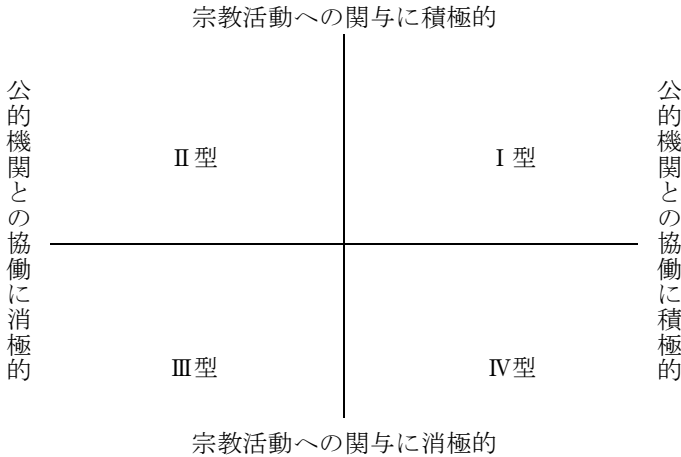 宗教活動への関与に積極的
公的機関との協働に消極的
Ⅱ型
Ⅰ型
公的機関との協働に積極的
Ⅲ型
Ⅳ型
宗教活動への関与に消極的